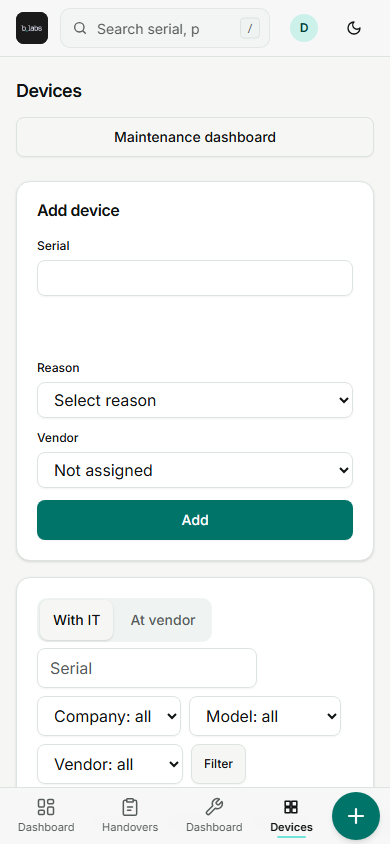 b_labs
Search serial, p
/
D
Devices
Maintenance dashboard
Add device
Serial
Reason
Select reason
Vendor
Not assigned
Add
With IT
At vendor
Serial
Company: all
Model: all
Vendor: all
Filter
Dashboard
Handovers
Dashboard
Devices